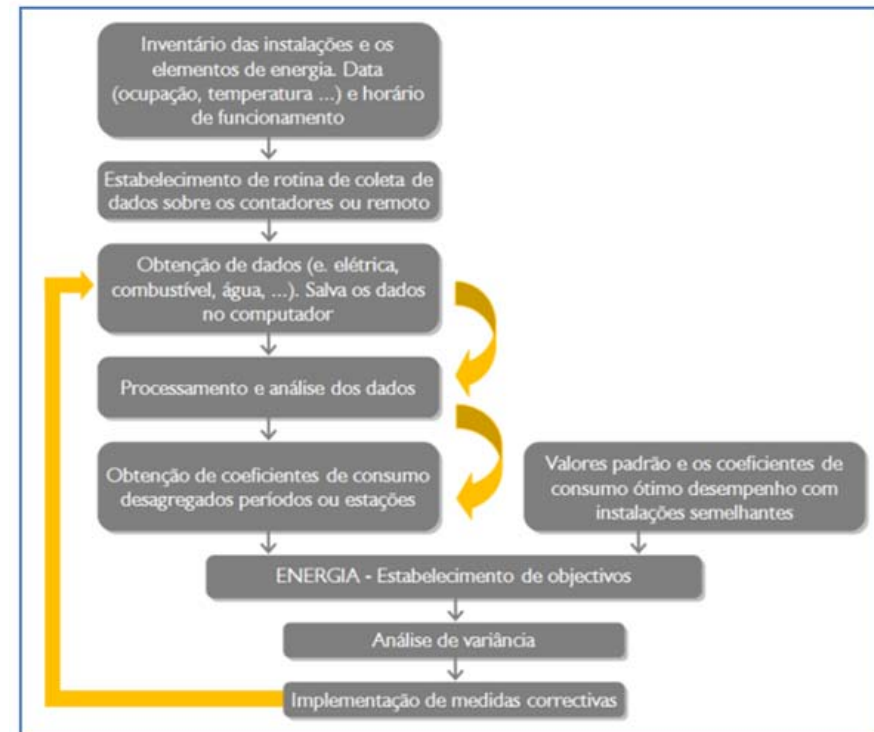 Inventário das instalações e os
elementos de energia. Data
(ocupação, temperatura ...) e horário
de funcionamento
Estabelecimento de rotina de coleta de
dados sobre os contadores ou remoto
Obtenção de dados (e. elétrica,
combustível, água, ...). Salva os dados
no computador
Processamento e análise dos dados
Obtenção de coeficientes de consumo
desagregados períodos ou estações
Valores padrão e os coeficientes de
consumo ótimo desempenho com
instalações semelhantes
ENERGIA - Estabelecimento de objectivos
Análise de variância
Implementação de medidas correctivas